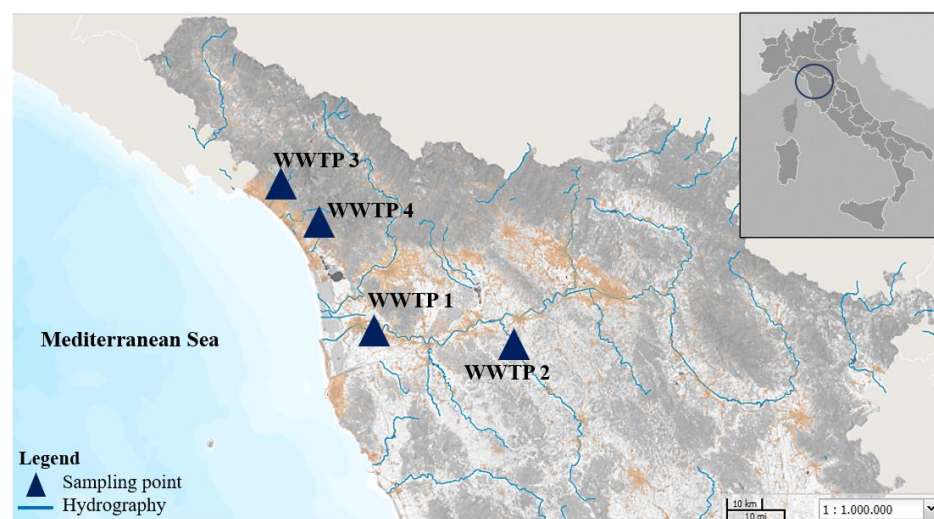 WWTP 3
WWTP 4
WWTP 1
Mediterranean Sea
WWTP 2
Legend
Sampling point
Hydrography
10 km
10 mi
1 : 1.000.000